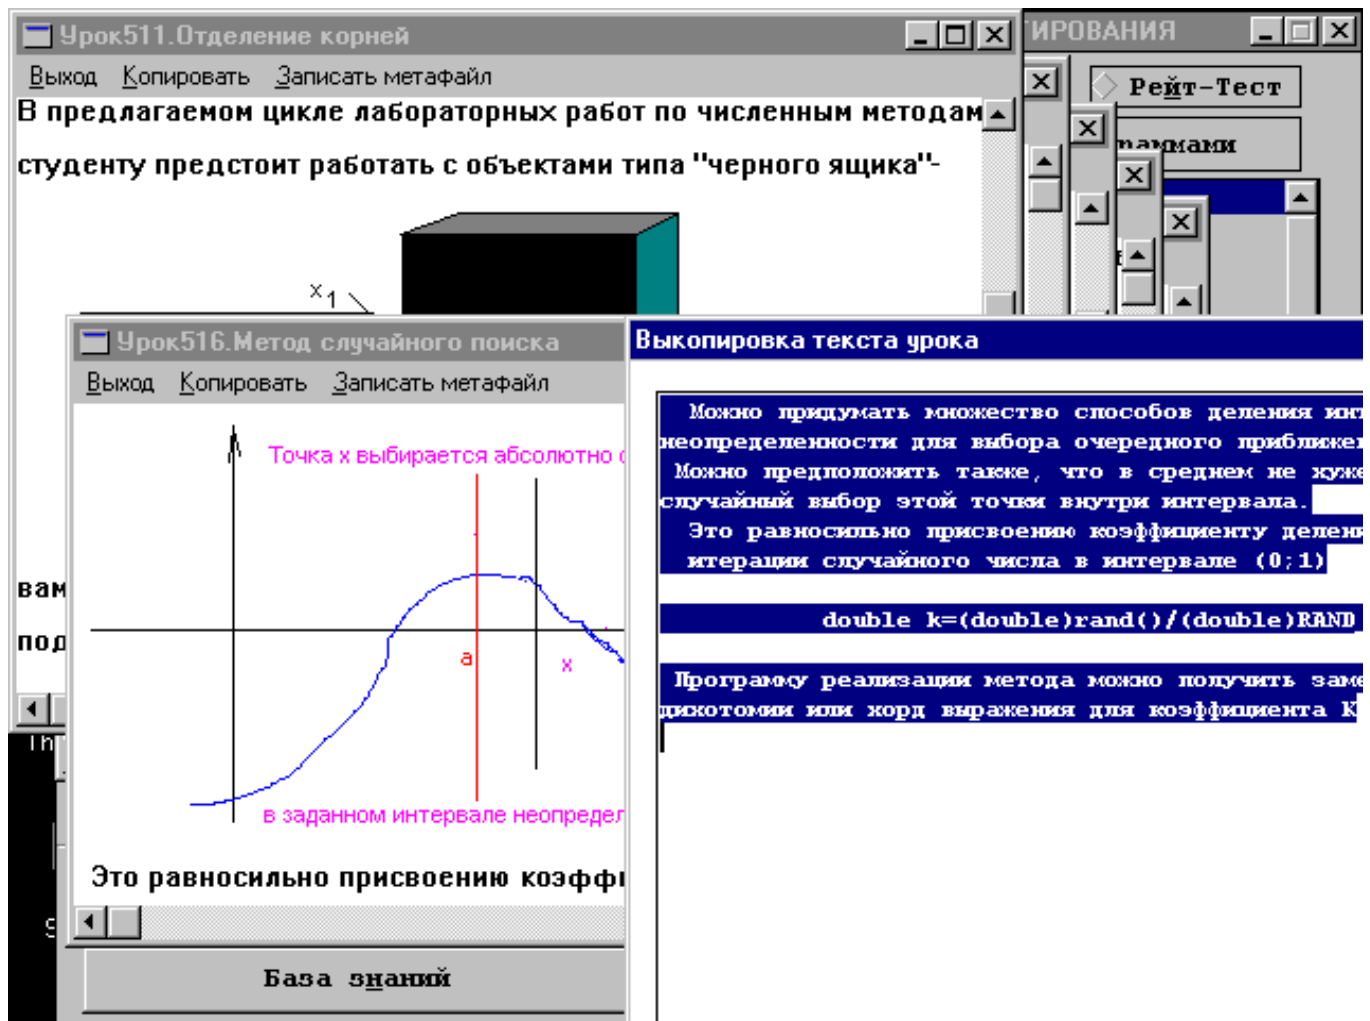 Урок511.Отделение корней
ИРОВАНИЯ
Выход Копировать Записать метафайл
Рейт-Тест
В предлагаемом цикле лабораторных работ по численным методам
студенту предстоит работать с объектами типа "черного ящика"-
x1
Урок516.Метод случайного поиска
Выход Копировать Записать метафайл
Точка x выбирается абсолютно
a
x
в заданном интервале неопредел
Это равносильно присвоению коэффи
вам
под
База знаний
Выкопировка текста урока
Можно придумать множество способов деления инт
неопределенности для выбора очередного приближе
Можно предположить также, что в среднем не хуже
случайный выбор этой точки внутри интервала.
Это равносильно присвоению коэффициенту делени
итерации случайного числа в интервале (0;1)
double k=(double)rand()/(double)RAND_
Программу реализации метода можно получить заме
дихотомии или хорд выражения для коэффициента K